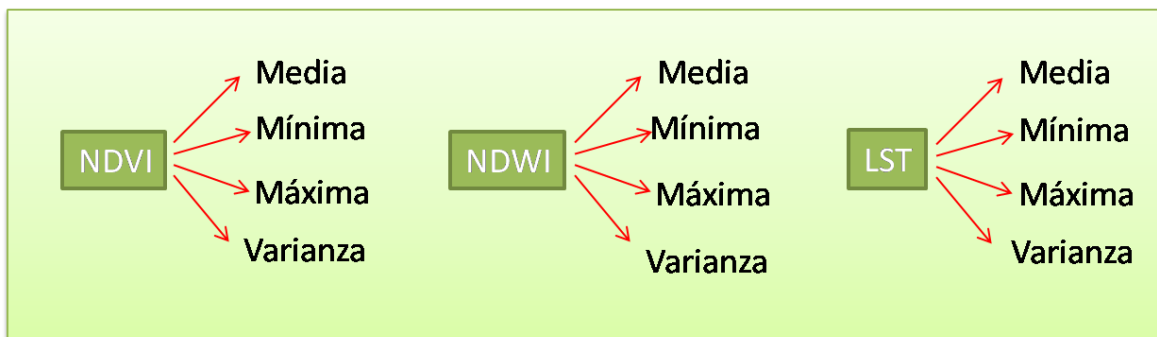 NDVI
Media
Mínima
Máxima
Varianza
NDWI
Media
Mínima
Máxima
Varianza
LST
Media
Mínima
Máxima
Varianza